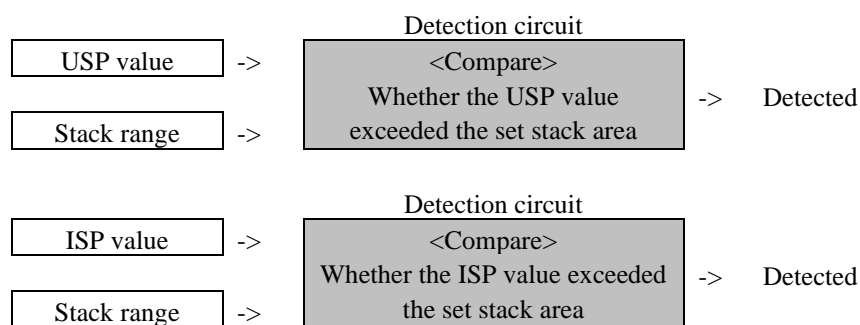 Detection circuit
USP value -> <Compare>
Whether the USP value -> Detected
Stack range -> exceeded the set stack area
Detection circuit
ISP value -> <Compare>
Whether the ISP value exceeded -> Detected
Stack range -> the set stack area